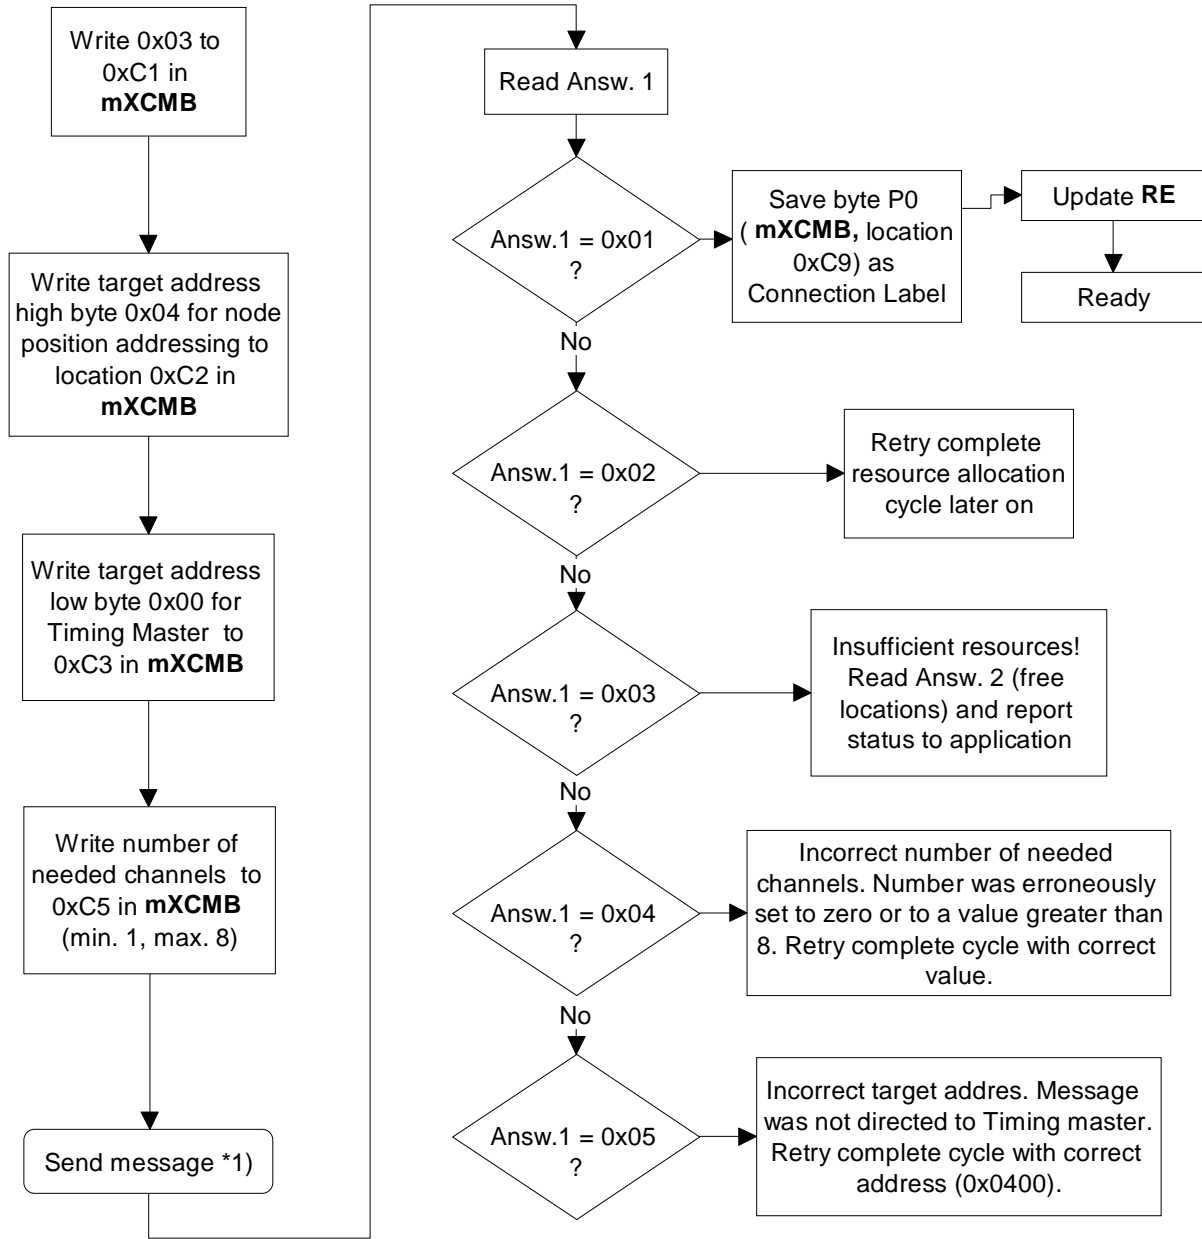 Write 0x03 to
0xC1 in
mXCMB
Write target address
high byte 0x04 for node
position addressing to
location 0xC2 in
mXCMB
Write target address
low byte 0x00 for
Timing Master to
0xC3 in mXCMB
Write number of
needed channels to
0xC5 in mXCMB
(min. 1, max. 8)
Send message *1)
Read Answ. 1
Answ.1 = 0x01
?
Save byte P0
( mXCMB, location
0xC9) as
Connection Label
Update RE
Ready
No
Answ.1 = 0x02
?
Retry complete
resource allocation
cycle later on
No
Answ.1 = 0x03
?
Insufficient resources!
Read Answ. 2 (free
locations) and report
status to application
No
Answ.1 = 0x04
?
Incorrect number of needed
channels. Number was erroneously
set to zero or to a value greater than
8. Retry complete cycle with correct
value.
No
Answ.1 = 0x05
?
Incorrect target addres. Message
was not directed to Timing master.
Retry complete cycle with correct
address (0x0400).